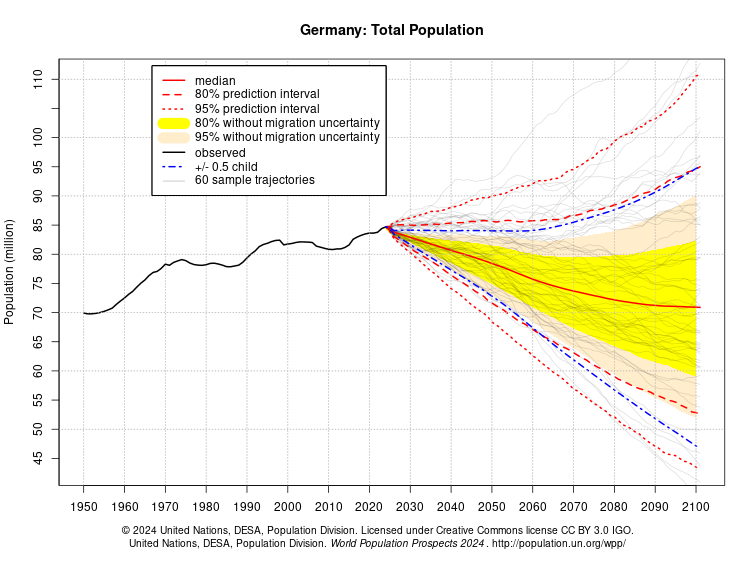 Germany: Total Population
median
80% prediction interval
95% prediction interval
80% without migration uncertainty
95% without migration uncertainty
observed
+/- 0.5 child
60 sample trajectories
Population (million)
110
100
95
90
85
80
75
70
65
60
55
50
45
1950 1960 1970 1980 1990 2000 2010 2020 2030 2040 2050 2060 2070 2080 2090 2100
© 2024 United Nations, DESA, Population Division. Licensed under Creative Commons license CC BY 3.0 IGO.
United Nations, DESA, Population Division. World Population Prospects 2024. http://population.un.org/wpp/